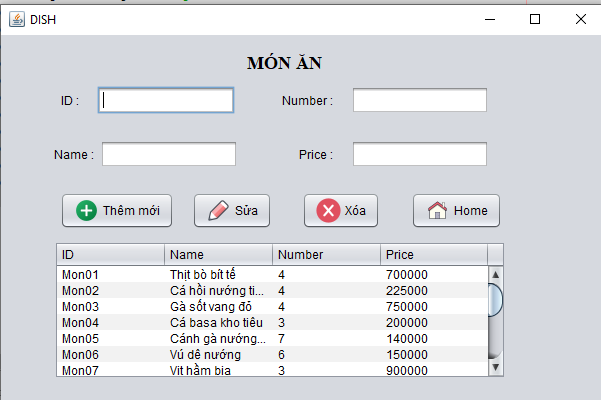 DISH
MÓN ĂN
ID : Number :
Name : Price :
Thêm mới Sửa Xóa Home
ID Name Number Price
Mon01 Thịt bò bít tế 4 700000
Mon02 Cá hồi nướng ti... 4 225000
Mon03 Gà sốt vang đỏ 4 750000
Mon04 Cá basa kho tiêu 3 200000
Mon05 Cánh gà nướng... 7 140000
Mon06 Vú dê nướng 6 150000
Mon07 Vịt hầm bia 3 900000